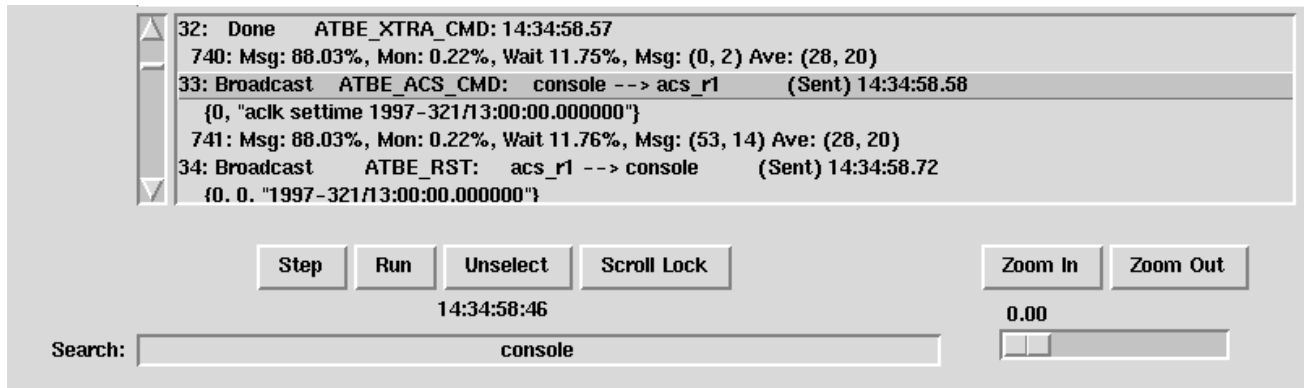 32: Done ATBE_XTRA_CMD: 14:34:58.57
740: Msg: 88.03%, Mon: 0.22%, Wait 11.75%, Msg: (0, 2) Ave: (28, 20)
33: Broadcast ATBE_ACS_CMD: console --> acs_r1 (Sent) 14:34:58.58
{0, "aclk settime 1997-321/13:00:00.000000"}
741: Msg: 88.03%, Mon: 0.22%, Wait 11.76%, Msg: (53, 14) Ave: (28, 20)
34: Broadcast ATBE_RST: acs_r1 --> console (Sent) 14:34:58.72
{0, 0, "1997-321/13:00:00.000000"}
Step Run Unselect Scroll Lock Zoom In Zoom Out
14:34:58:46 0.00
Search: console